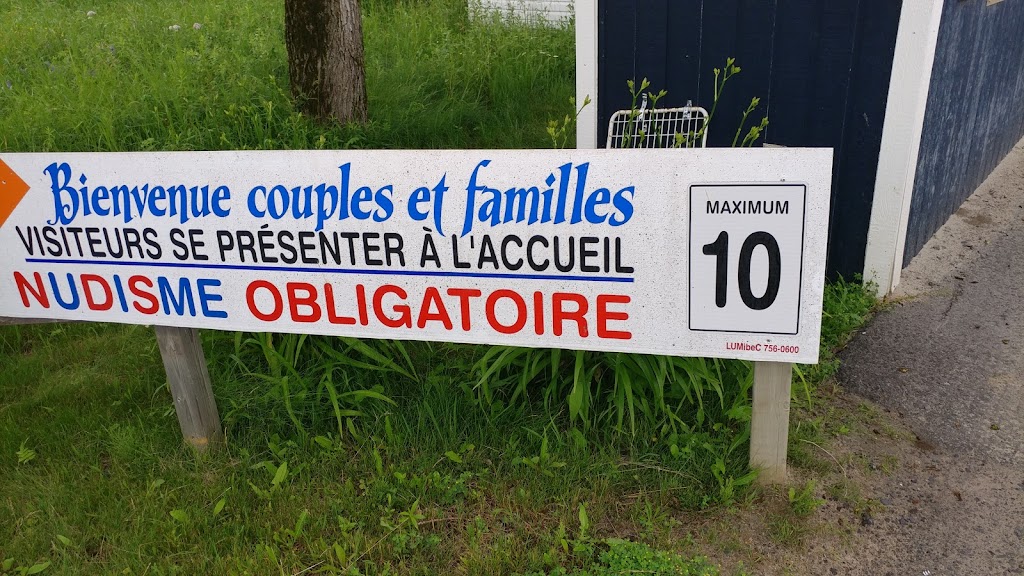 Bienvenue couples et familles
VISITEURS SE PRÉSENTER À L'ACCUEIL
NUDISME OBLIGATOIRE
MAXIMUM
10
LUMibeC 756-0600